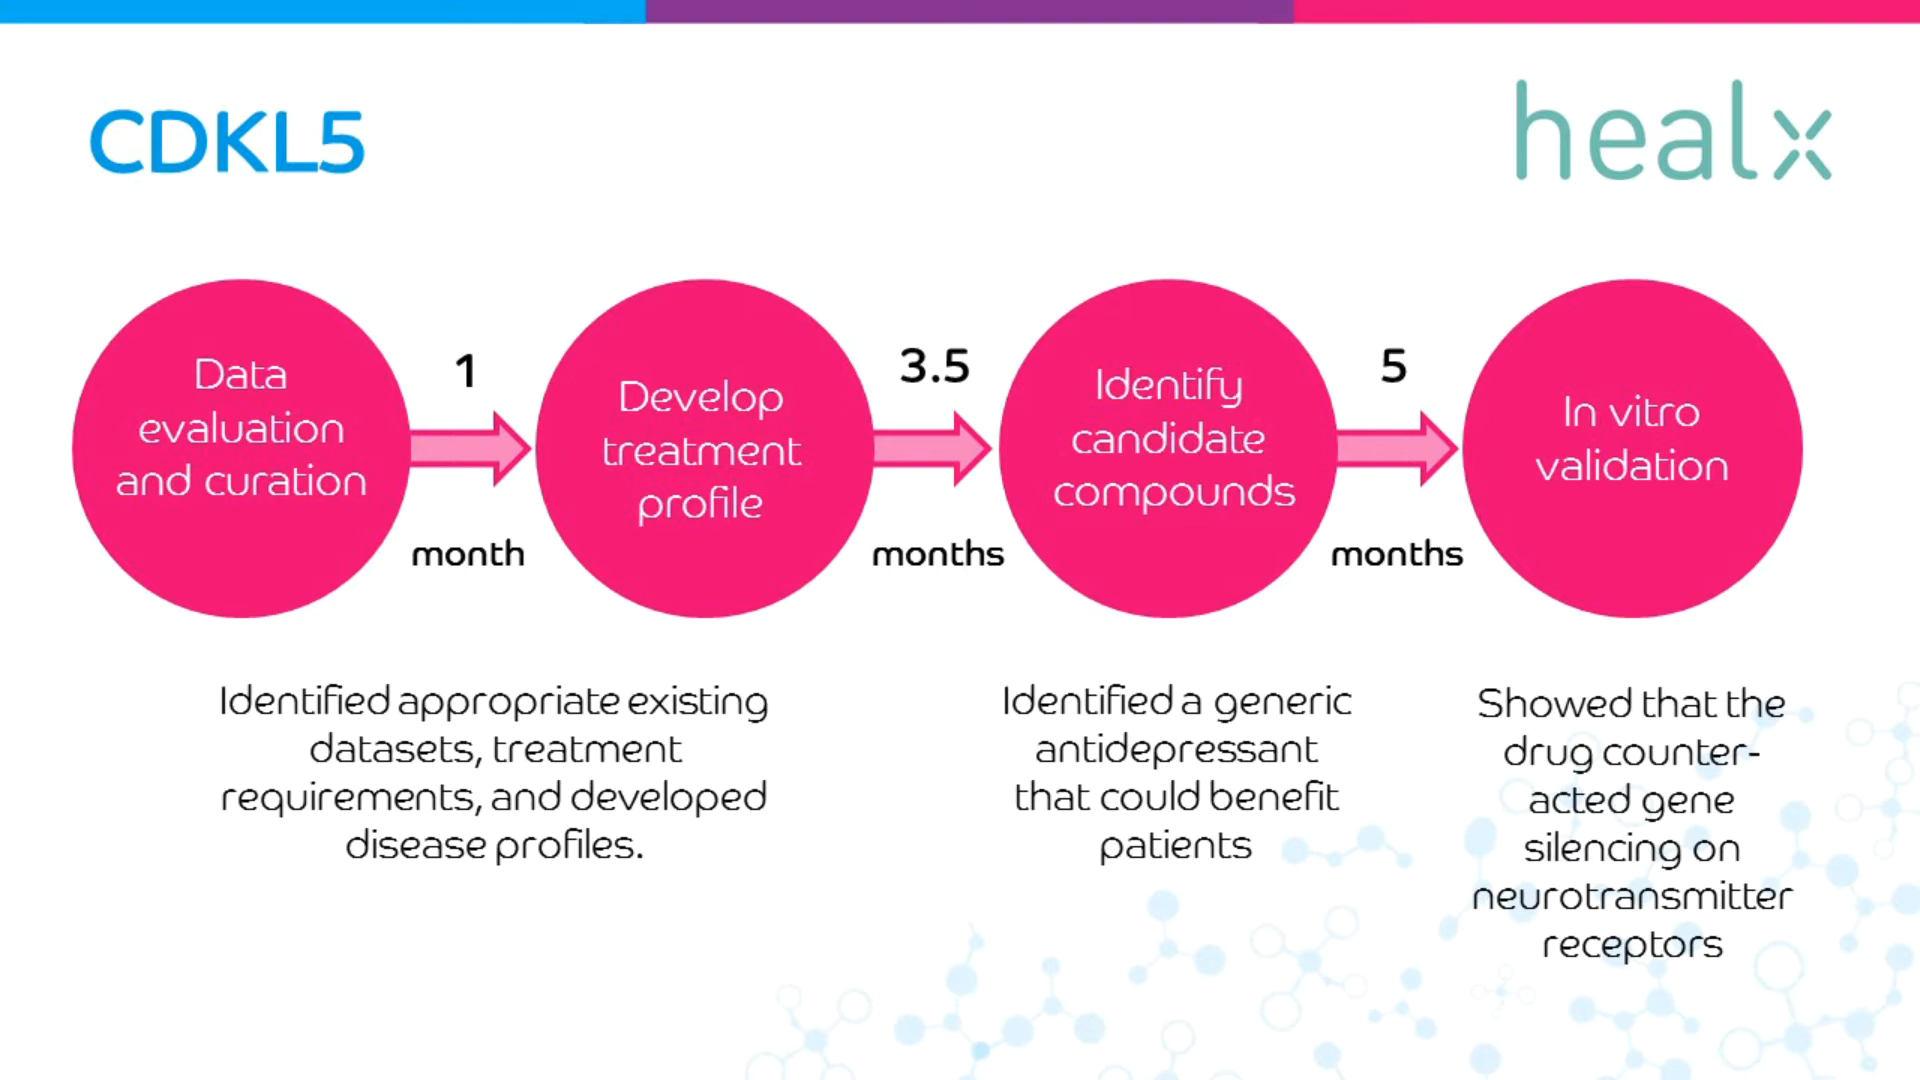 CDKL5
healx
Data
evaluation
and curation
1
month
Develop
treatment
profile
3.5
months
Identify
candidate
compounds
5
months
In vitro
validation
Identified appropriate existing
datasets, treatment
requirements, and developed
disease profiles.
Identified a generic
antidepressant
that could benefit
patients
Showed that the
drug counter-
acted gene
silencing on
neurotransmitter
receptors